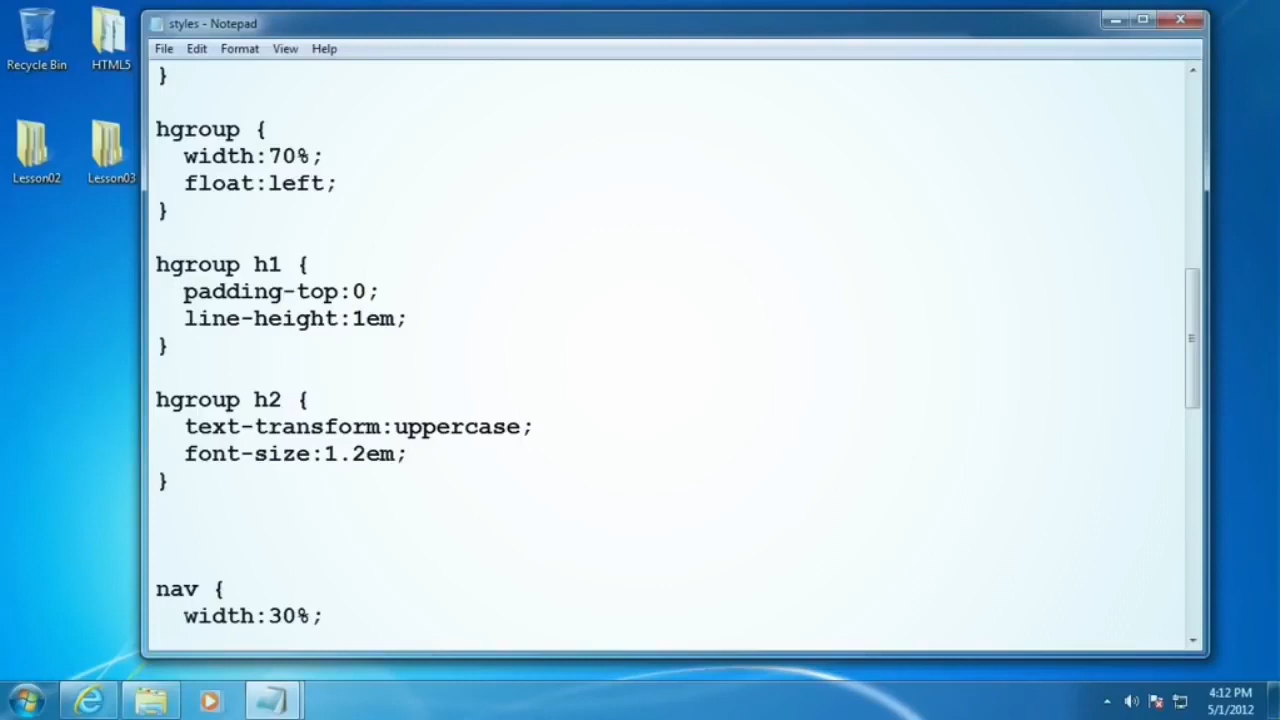 styles - Notepad
Recycle Bin
HTML5
File Edit Format View Help
}
hgroup {
width:70%;
float:left;
}
Lesson02
Lesson03
hgroup h1 {
padding-top:0;
line-height:1em;
}
hgroup h2 {
text-transform:uppercase;
font-size:1.2em;
}
nav {
width:30%;
4:12 PM
5/1/2012